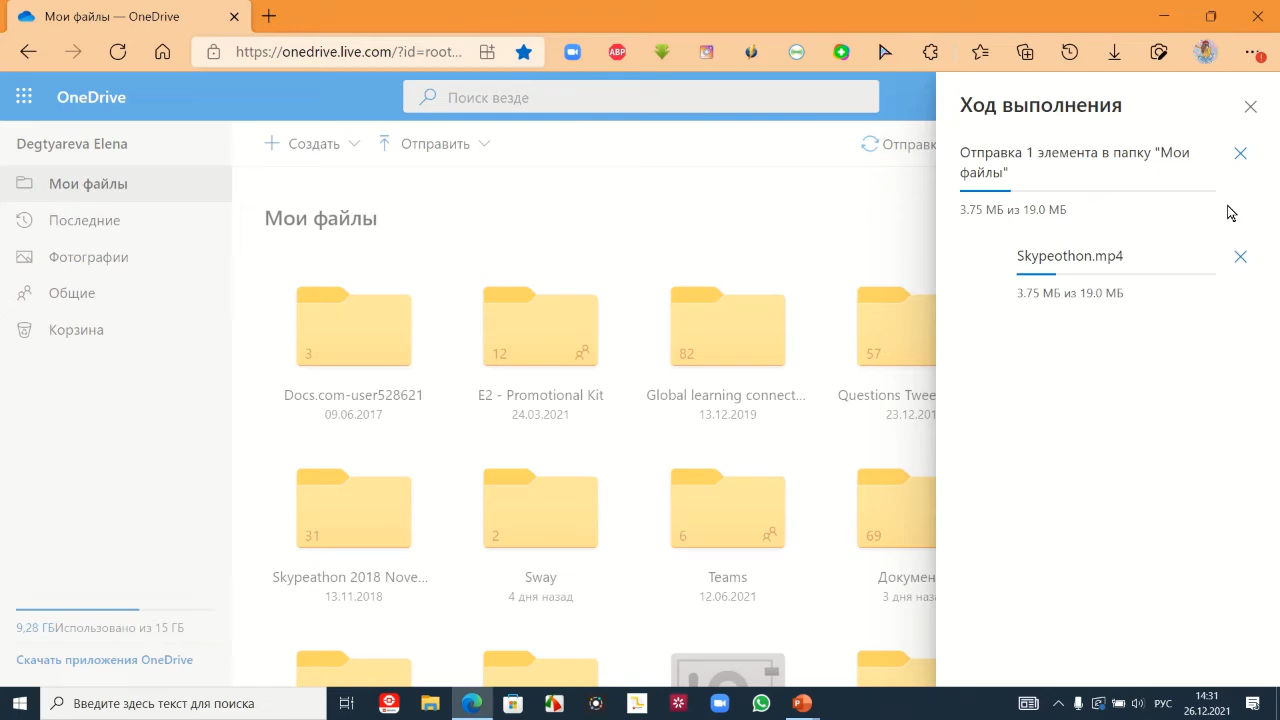 Мои файлы — OneDrive
https://onedrive.live.com/?id=root...
ABP
OneDrive
Поиск везде
Degtyareva Elena
Создать
Отправить
Отправк
Мои файлы
Последние
Фотографии
Общие
Корзина
9,28 ГБИспользовано из 15 ГБ
Скачать приложения OneDrive
Мои файлы
3
12
82
57
Docs.com-user528621
E2 - Promotional Kit
Global learning connect...
Questions Twee
09.06.2017
24.03.2021
13.12.2019
23.12.201
31
2
6
69
Skypeathon 2018 Nove...
Sway
Teams
Докумен
13.11.2018
4 дня назад
12.06.2021
3 дня наза
Ход выполнения
Отправка 1 элемента в папку "Мои
файлы"
3.75 МБ из 19.0 МБ
Skypeothon.mp4
3.75 МБ из 19.0 МБ
Введите здесь текст для поиска
РУС
14:31
26.12.2021